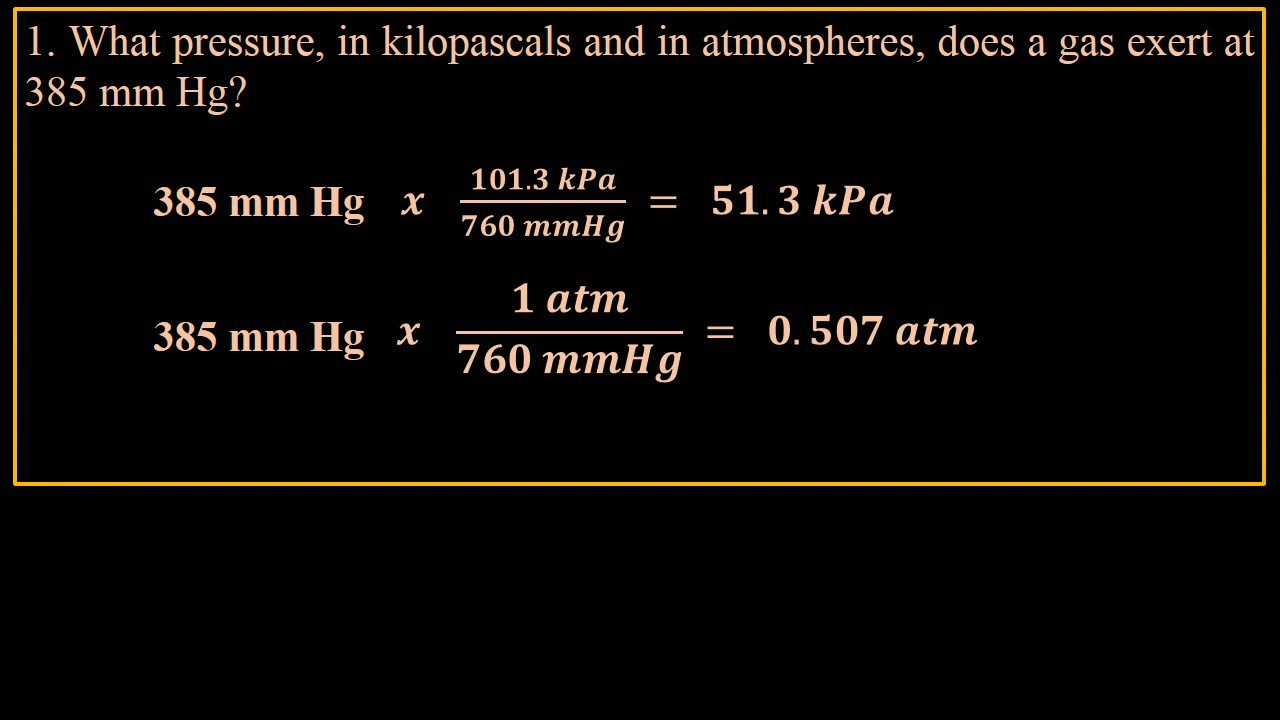 1. What pressure, in kilopascals and in atmospheres, does a gas exert at
385 mm Hg?
385 mm Hg x 101.3 kPa / 760 mmHg = 51.3 kPa
385 mm Hg x 1 atm / 760 mmHg = 0.507 atm